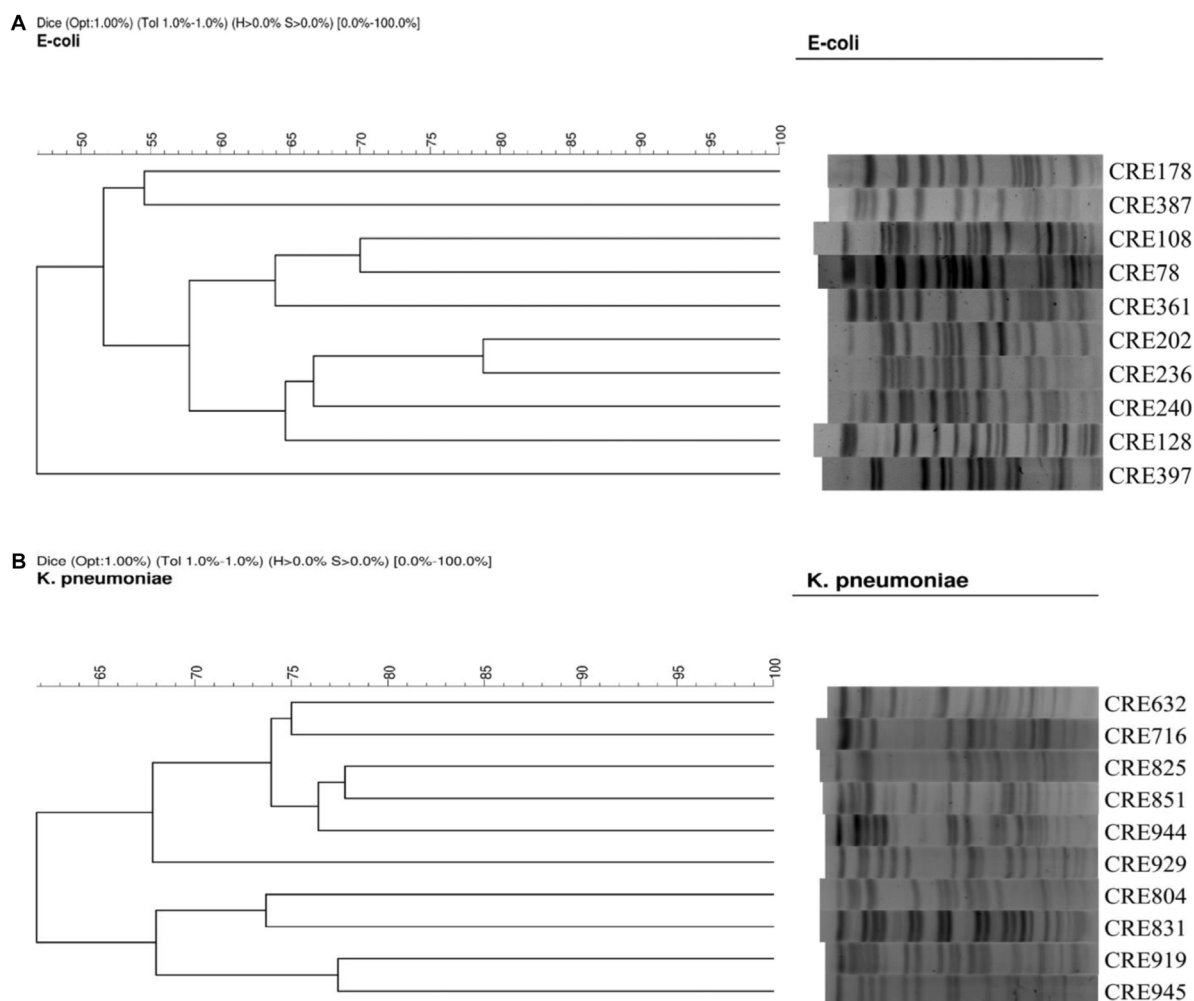 A Dice (Opt:1.00%) (Tol 1.0%-1.0%) (H>0.0% S>0.0%) [0.0%-100.0%]
E-coli
E-coli
50 55 60 65 70 75 80 85 90 95 100
CRE178
CRE387
CRE108
CRE78
CRE361
CRE202
CRE236
CRE240
CRE128
CRE397
B Dice (Opt:1.00%) (Tol 1.0%-1.0%) (H>0.0% S>0.0%) [0.0%-100.0%]
K. pneumoniae
K. pneumoniae
65 70 75 80 85 90 95 100
CRE632
CRE716
CRE825
CRE851
CRE944
CRE929
CRE804
CRE831
CRE919
CRE945